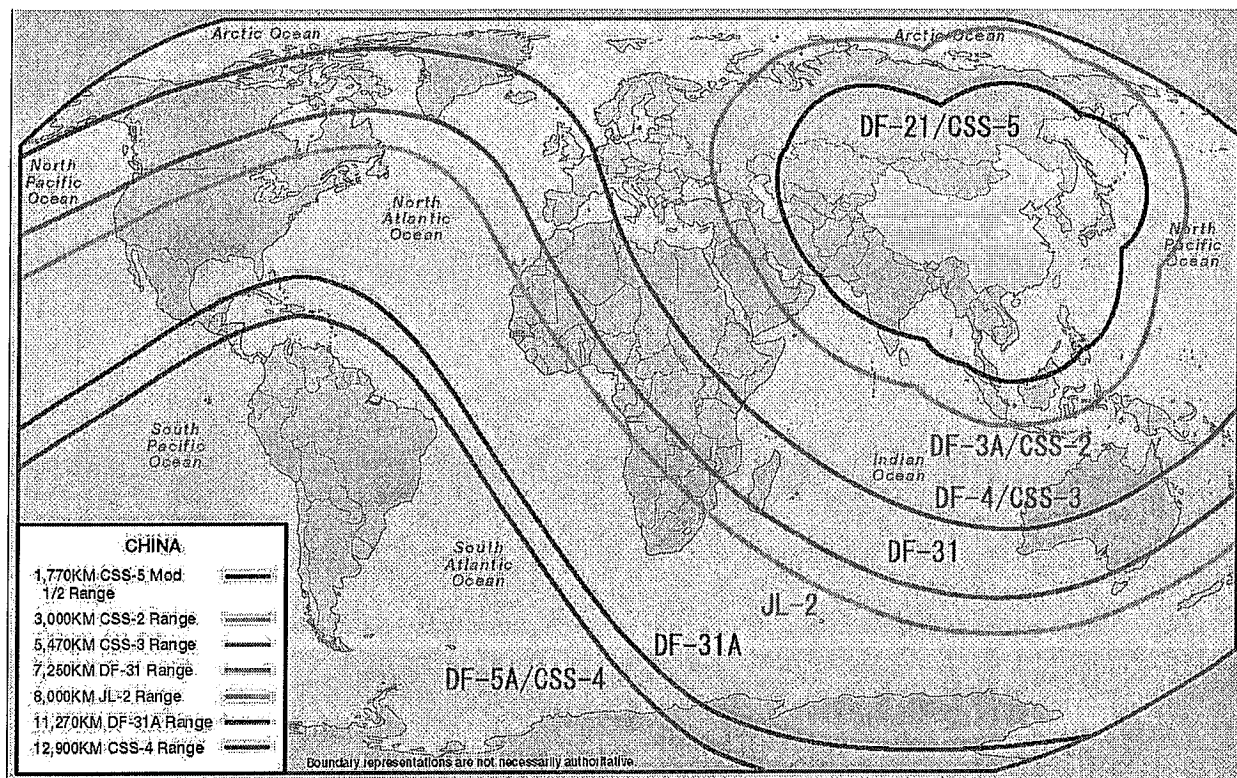 Arctic Ocean
Arctic Ocean
DF-21/CSS-5
North
Pacific
Ocean
North
Atlantic
Ocean
North
Pacific
Ocean
South
Pacific
Ocean
DF-3A/CSS-2
Indian
Ocean
DF-4/CSS-3
DF-31
South
Atlantic
Ocean
JL-2
DF-31A
DF-5A/CSS-4
CHINA
1,770KM CSS-5 Mod
1/2 Range
3,000KM CSS-2 Range
5,470KM CSS-3 Range
7,250KM DF-31 Range
8,000KM JL-2 Range
11,270KM DF-31A Range
12,900KM CSS-4 Range
Boundary representations are not necessarily authoritative.